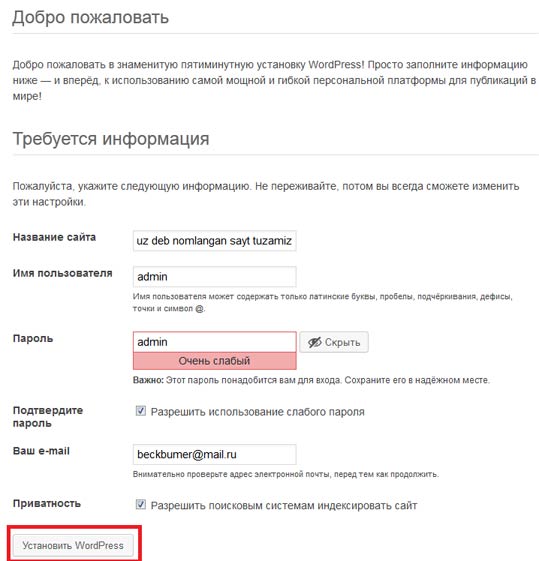 Добро пожаловать
Добро пожаловать в знаменитую пятиминутную установку WordPress! Просто заполните информацию
ниже — и вперёд, к использованию самой мощной и гибкой персональной платформы для публикаций в
мире!
Требуется информация
Пожалуйста, укажите следующую информацию. Не переживайте, потом вы всегда сможете изменить
эти настройки.
Название сайта
uz deb nomlangan sayt tuzamiz
Имя пользователя
admin
Имя пользователя может содержать только латинские буквы, пробелы, подчёркивания, дефисы,
точки и символ @.
Пароль
admin
Скрыть
Очень слабый
Важно: Этот пароль понадобится вам для входа. Сохраните его в надёжном месте.
Подтвердите
пароль
Разрешить использование слабого пароля
Ваш e-mail
beckbumer@mail.ru
Внимательно проверьте адрес электронной почты, перед тем как продолжить.
Приватность
Разрешить поисковым системам индексировать сайт
Установить WordPress